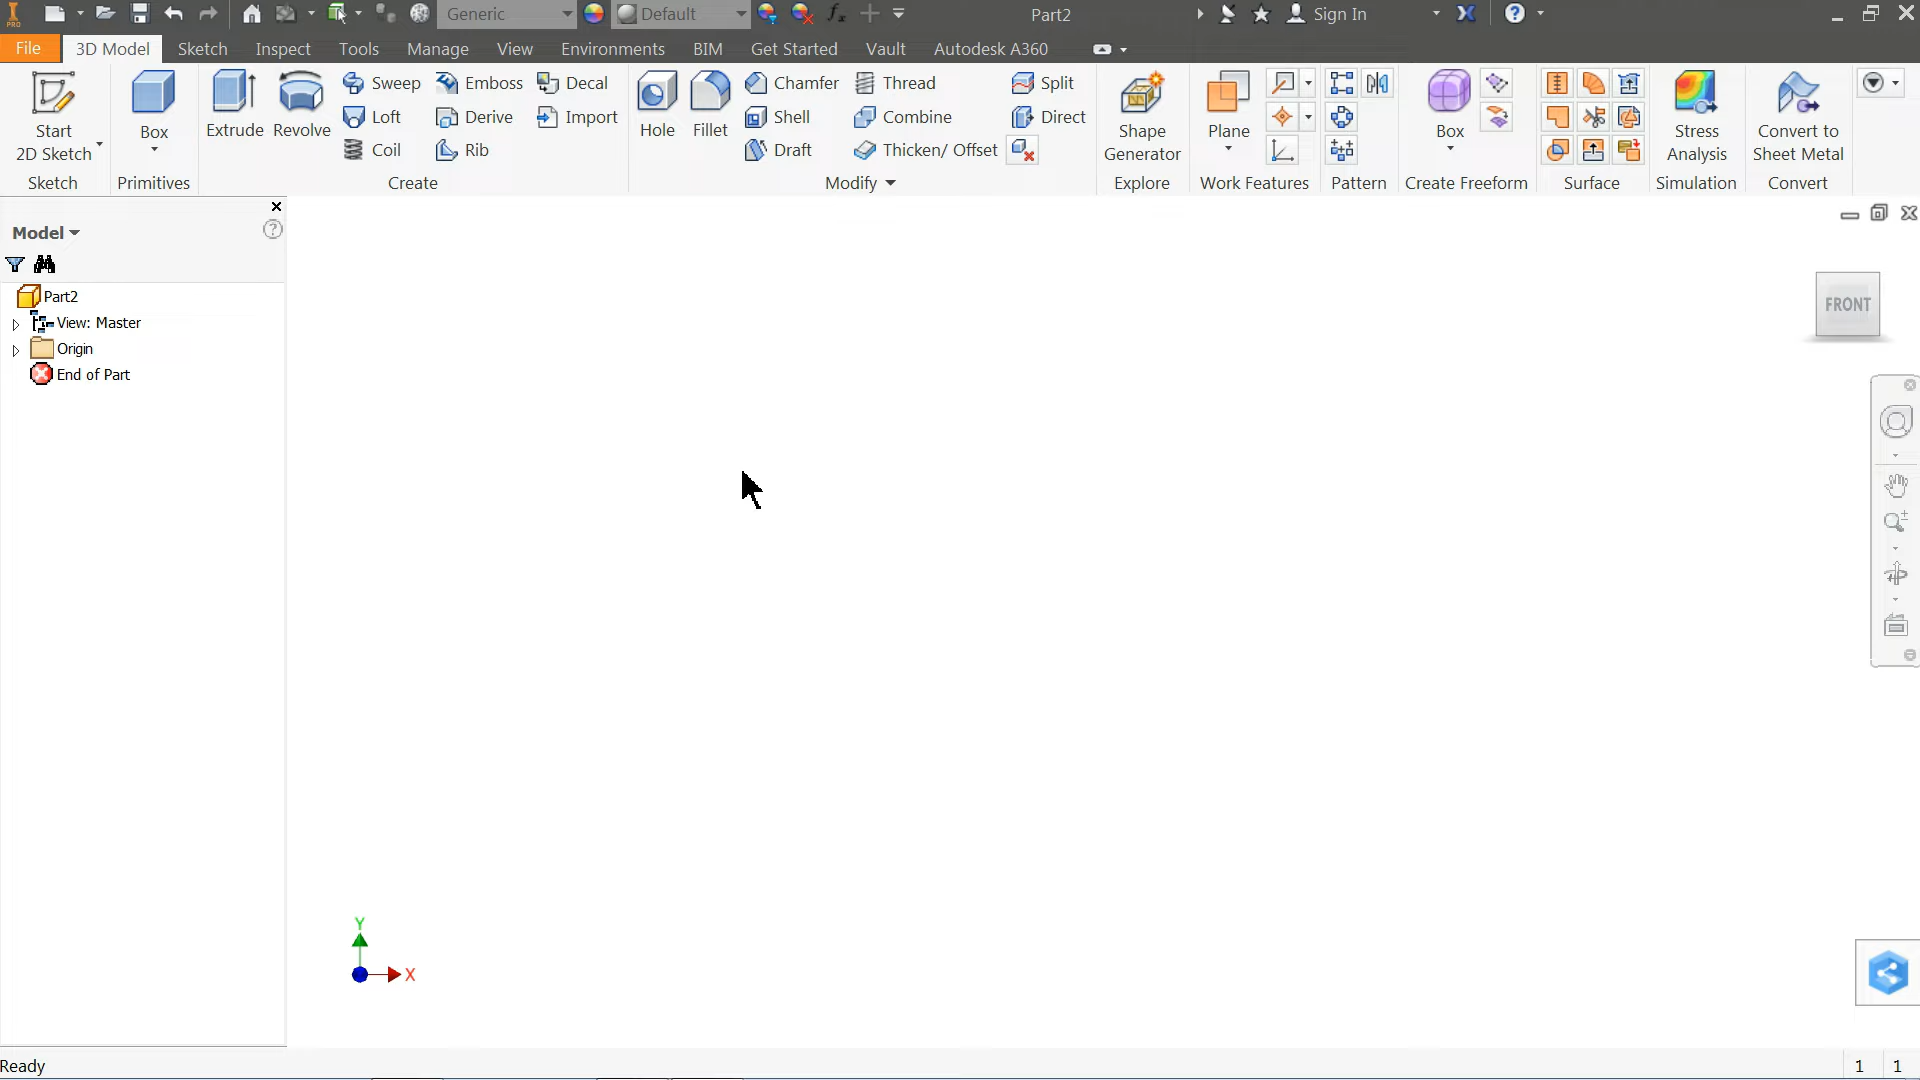 PRO Generic Default Part2 Sign In
File 3D Model Sketch Inspect Tools Manage View Environments BIM Get Started Vault Autodesk A360
Start
2D Sketch
Sketch
Box
Primitives
Extrude Revolve
Sweep Emboss Decal
Loft Derive Import
Coil Rib
Create
Hole Fillet
Chamfer Thread Split
Shell Combine Direct
Draft Thicken/ Offset
Modify
Shape
Generator
Explore
Plane
Work Features
Pattern
Box
Create Freeform
Surface
Stress
Analysis
Simulation
Convert to
Sheet Metal
Convert
Model
Part2
View: Master
Origin
End of Part
FRONT
Y
X
Ready
1 1